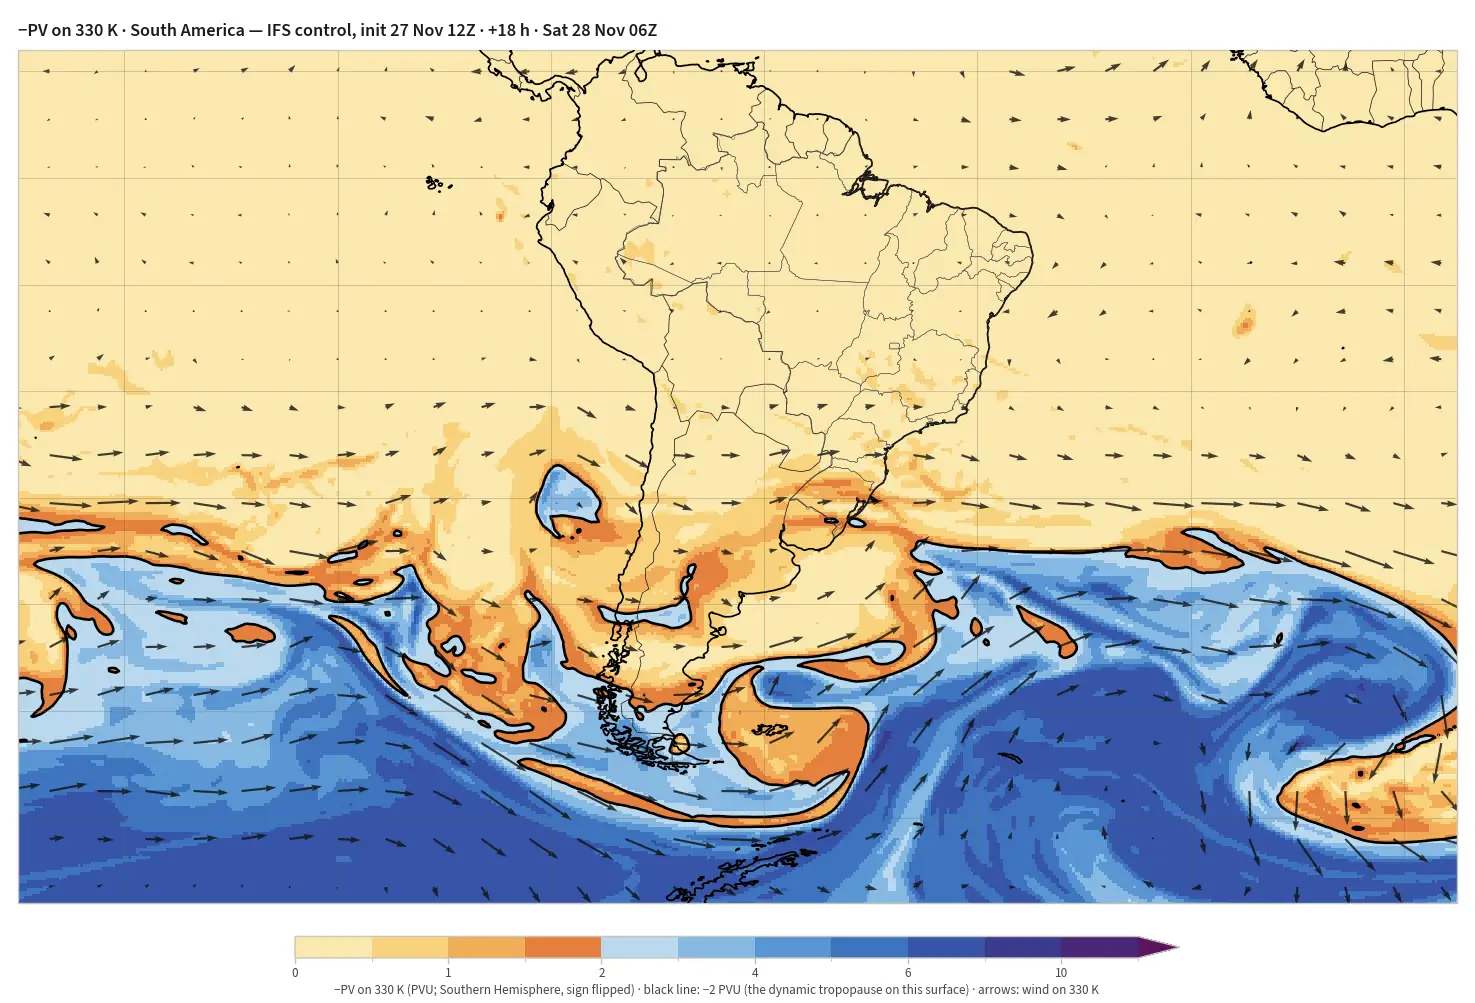 −PV on 330 K · South America — IFS control, init 27 Nov 12Z · +18 h · Sat 28 Nov 06Z
0 1 2 4 6 10
−PV on 330 K (PVU; Southern Hemisphere, sign flipped) · black line: −2 PVU (the dynamic tropopause on this surface) · arrows: wind on 330 K